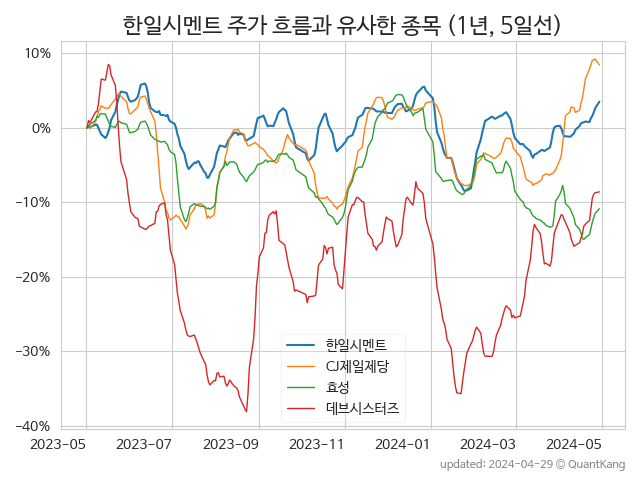 한일시멘트 주가 흐름과 유사한 종목 (1년, 5일선)
10%
0%
−10%
−20%
−30%
−40%
한일시멘트
CJ제일제당
효성
데브시스터즈
2023-05 2023-07 2023-09 2023-11 2024-01 2024-03 2024-05
updated: 2024-04-29 © QuantKang